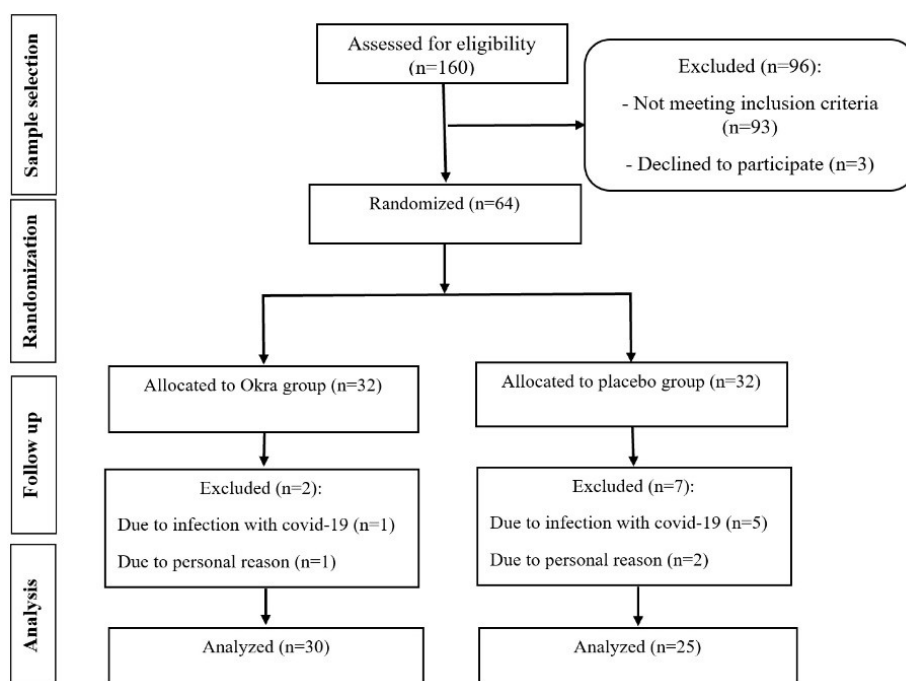 Sample selection
Assessed for eligibility
(n=160)
Excluded (n=96):
- Not meeting inclusion criteria
(n=93)
- Declined to participate (n=3)
Randomized (n=64)
Randomization
Allocated to Okra group (n=32)
Allocated to placebo group (n=32)
Follow up
Excluded (n=2):
Due to infection with covid-19 (n=1)
Due to personal reason (n=1)
Excluded (n=7):
Due to infection with covid-19 (n=5)
Due to personal reason (n=2)
Analysis
Analyzed (n=30)
Analyzed (n=25)